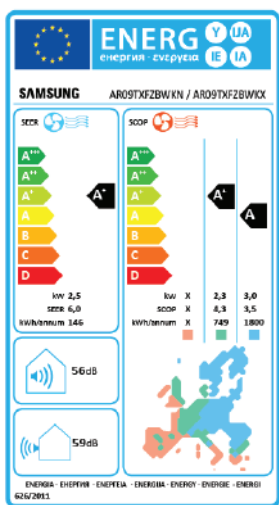 ENERG Y UA
енергия · ενεργεια IE IA
SAMSUNG AR09TXFZBWKN / AR09TXFZBWKX
SEER SCOP
A+++ A+++
A++ A++
A+ A+ A+ A+
A A A
B B
C C
D D
kW 2,5 kW X 2,3 3,0
SEER 6,0 SCOP X 4,3 3,5
kWh/annum 146 kWh/annum X 749 1800
56dB
59dB
ENERGIA · ЕНЕРГИЯ · ΕΝΕΡΓΕΙΑ · ENERGIJA · ENERGY · ENERGIE · ENERGI
626/2011